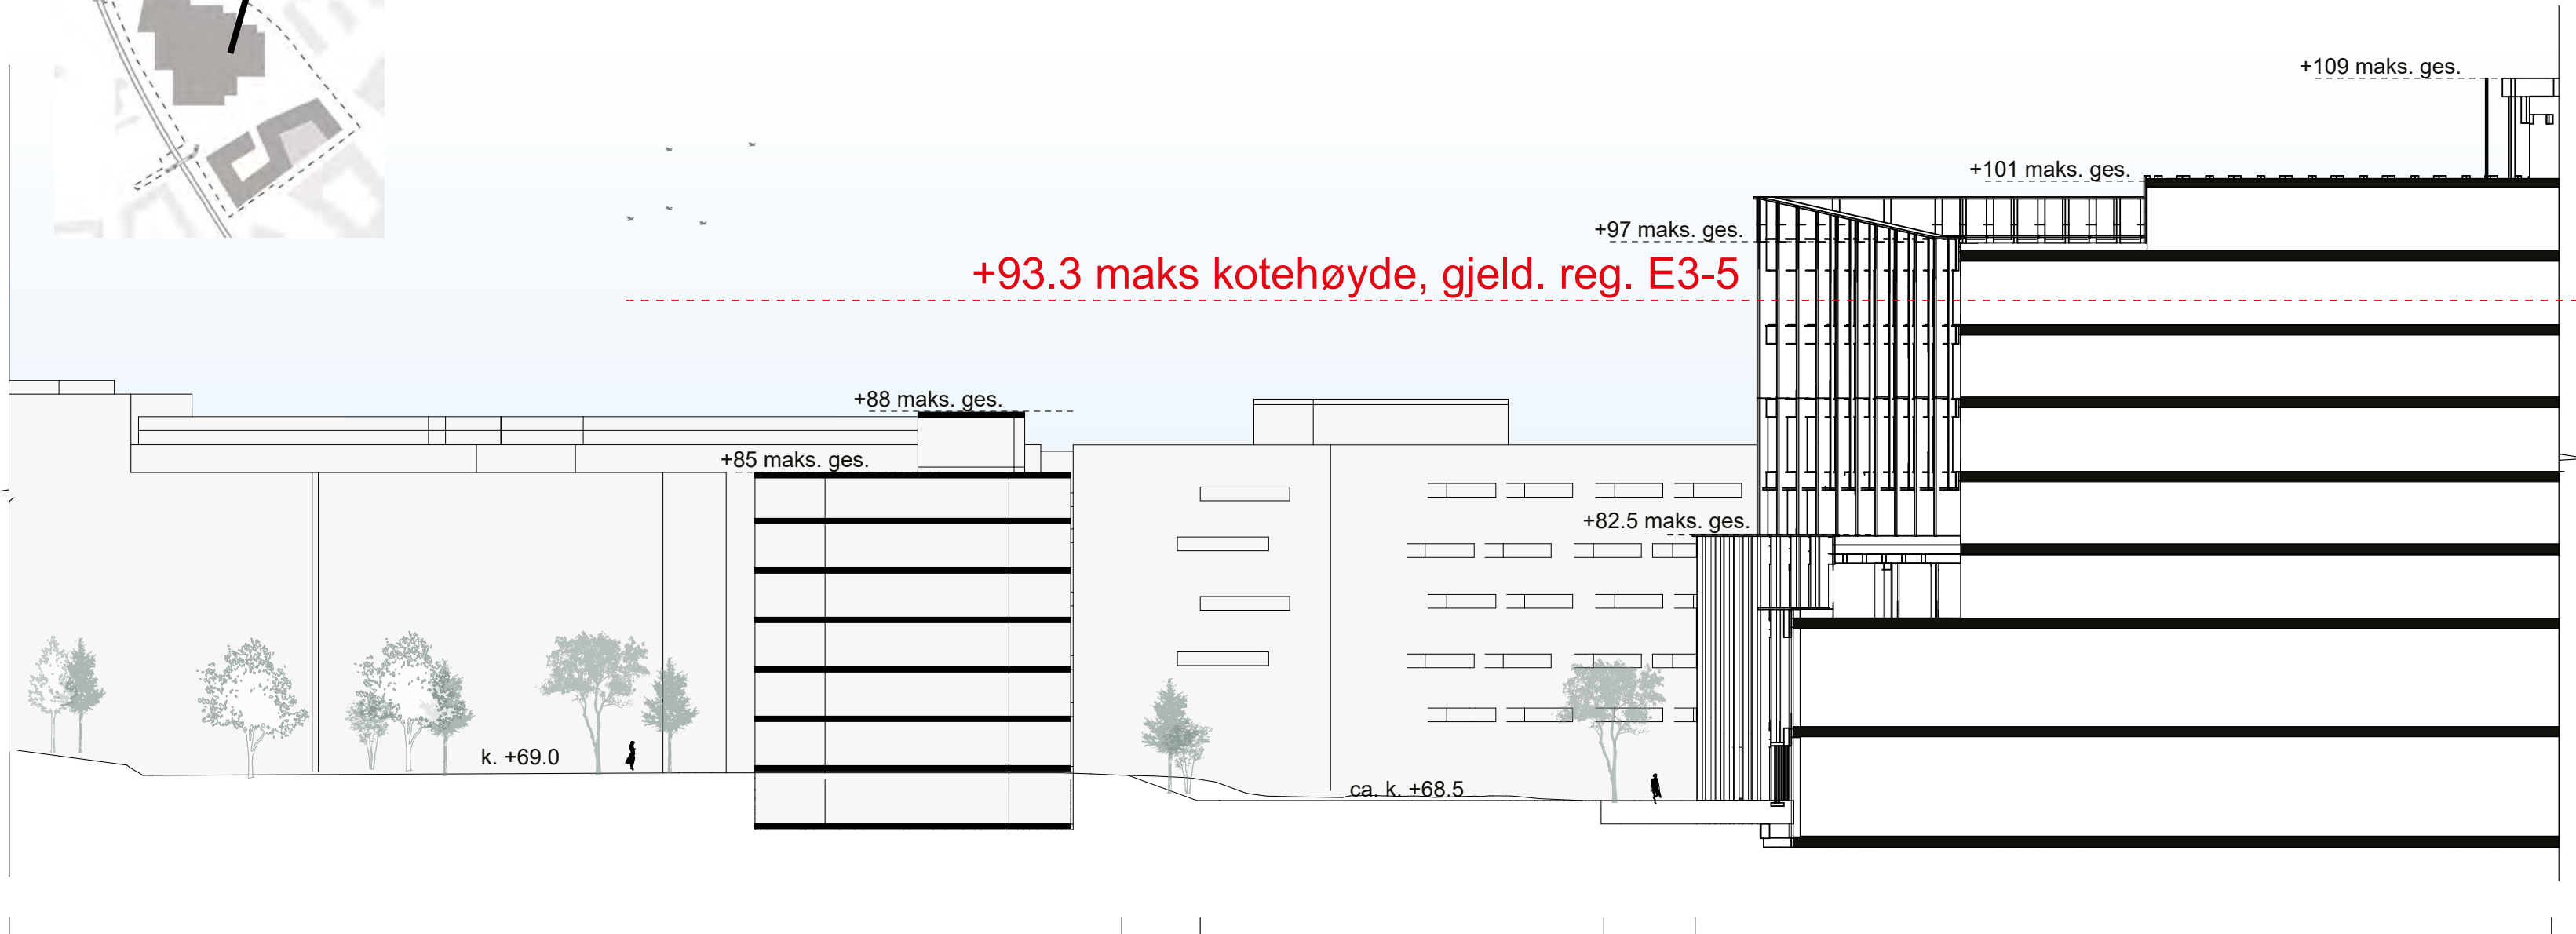 +109 maks. ges.
+101 maks. ges.
+97 maks. ges.
+93.3 maks kotehøyde, gjeld. reg. E3-5
+88 maks. ges.
+85 maks. ges.
+82.5 maks. ges.
k. +69.0
ca. k. +68.5